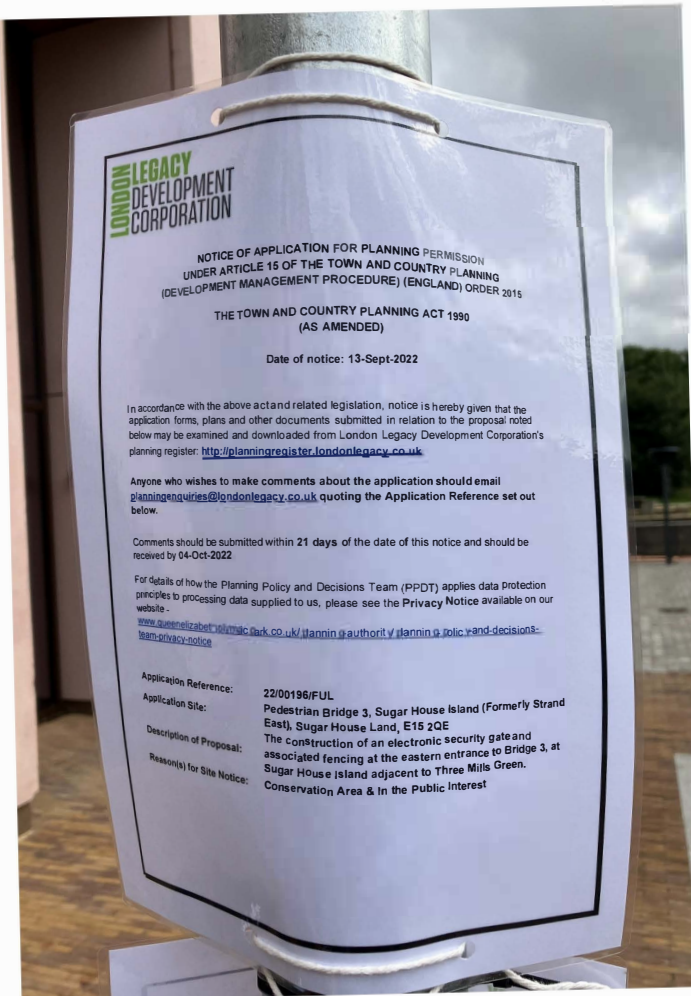 LONDON
LEGACY
DEVELOPMENT
CORPORATION
NOTICE OF APPLICATION FOR PLANNING PERMISSION
UNDER ARTICLE 15 OF THE TOWN AND COUNTRY PLANNING
(DEVELOPMENT MANAGEMENT PROCEDURE) (ENGLAND) ORDER 2015
THE TOWN AND COUNTRY PLANNING ACT 1990
(AS AMENDED)
Date of notice: 13-Sept-2022
In accordance with the above act and related legislation, notice is hereby given that the
application forms, plans and other documents submitted in relation to the proposal noted
below may be examined and downloaded from London Legacy Development Corporation's
planning register: http://planningregister.londonlegacy.co.uk
Anyone who wishes to make comments about the application should email
planningenquiries@londonlegacy.co.uk quoting the Application Reference set out
below.
Comments should be submitted within 21 days of the date of this notice and should be
received by 04-Oct-2022
For details of how the Planning Policy and Decisions Team (PPDT) applies data Protection
principles to processing data supplied to us, please see the Privacy Notice available on our
website -
www.queenelizabetholympicpark.co.uk/planning-authority/planning-policy-and-decisions-
team-privacy-notice
Application Reference: 22/00196/FUL
Application Site: Pedestrian Bridge 3, Sugar House Island (Formerly Strand
East), Sugar House Land, E15 2QE
Description of Proposal: The construction of an electronic security gate and
associated fencing at the eastern entrance to Bridge 3, at
Sugar House Island adjacent to Three Mills Green.
Reason(s) for Site Notice: Conservation Area & In the Public Interest